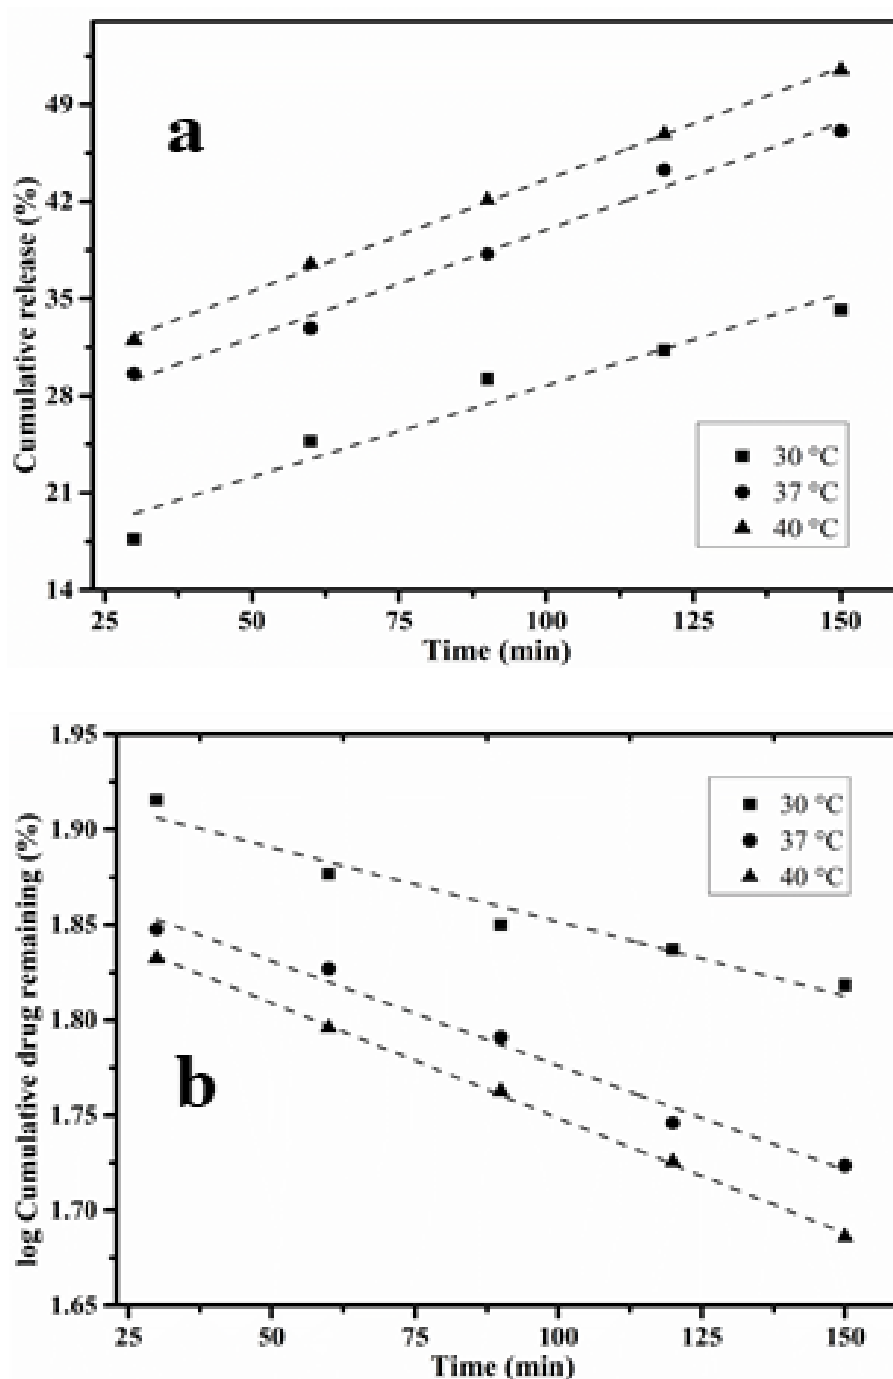 a
Cumulative release (%)
49
42
35
28
21
14
30 °C
37 °C
40 °C
25 50 75 100 125 150
Time (min)
b
log Cumulative drug remaining (%)
1.95
1.90
1.85
1.80
1.75
1.70
1.65
30 °C
37 °C
40 °C
25 50 75 100 125 150
Time (min)